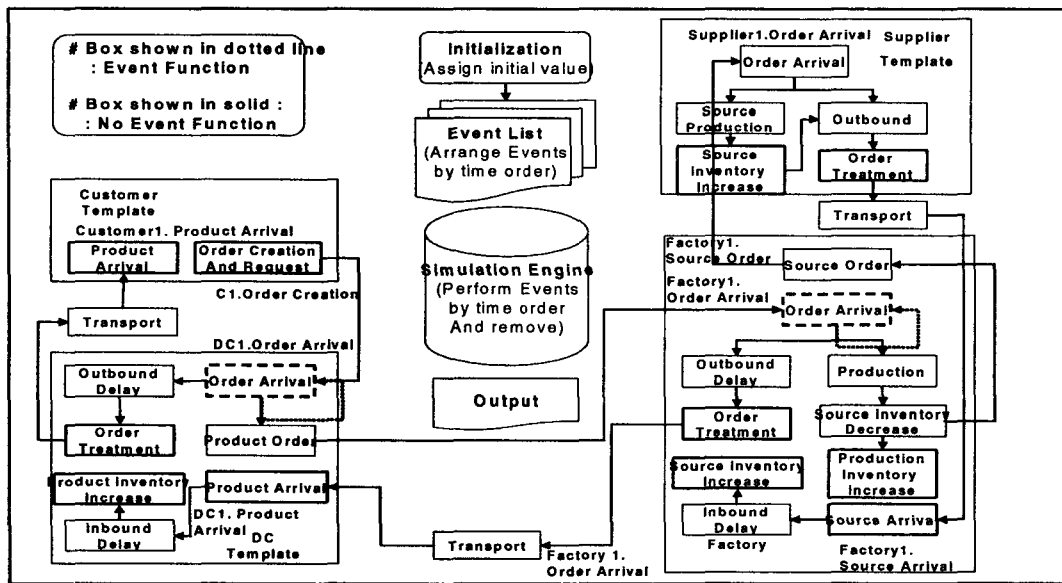 # Box shown in dotted line
: Event Function
# Box shown in solid :
: No Event Function
Initialization
(Assign initial value)
Event List
(Arrange Events
by time order)
Simulation Engine
(Perform Events
by time order
And remove)
Output
Supplier1.Order Arrival
Supplier
Template
Order Arrival
Source
Production
Outbound
Source
Inventory
Increase
Order
Treatment
Transport
Customer
Template
Customer1. Product Arrival
Product
Arrival
Order Creation
And Request
C1.Order Creation
Transport
DC1.Order Arrival
Outbound
Delay
Order Arrival
Order
Treatment
Product Order
Product Inventory
Increase
Product Arrival
DC1. Product
Arrival
Inbound
Delay
DC
Template
Transport
Factory 1.
Order Arrival
Factory1.
Source Order
Source Order
Factory1.
Order Arrival
Order Arrival
Outbound
Delay
Production
Order
Treatment
Source Inventory
Decrease
Source Inventory
Increase
Production
Inventory
Increase
Inbound
Delay
Source Arrival
Factory
Factory1.
Source Arrival